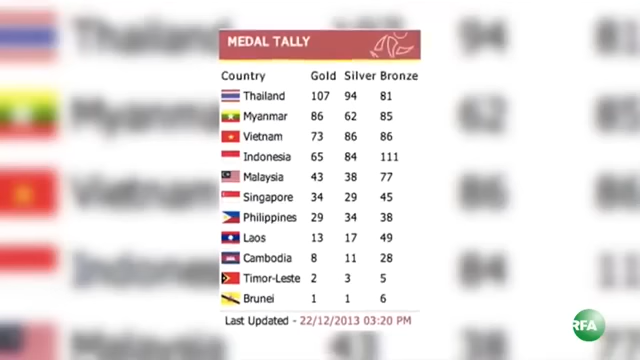 MEDAL TALLY
Country Gold Silver Bronze
Thailand 107 94 81
Myanmar 86 62 85
Vietnam 73 86 86
Indonesia 65 84 111
Malaysia 43 38 77
Singapore 34 29 45
Philippines 29 34 38
Laos 13 17 49
Cambodia 8 11 28
Timor-Leste 2 3 5
Brunei 1 1 6
Last Updated - 22/12/2013 03:20 PM
RFA